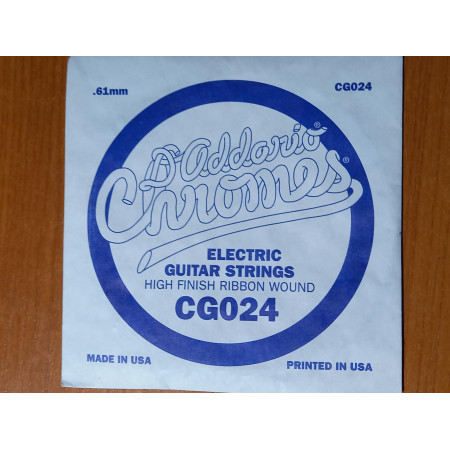 .61mm CG024
D'Addario®
Chromes®
ELECTRIC
GUITAR STRINGS
HIGH FINISH RIBBON WOUND
CG024
MADE IN USA PRINTED IN USA